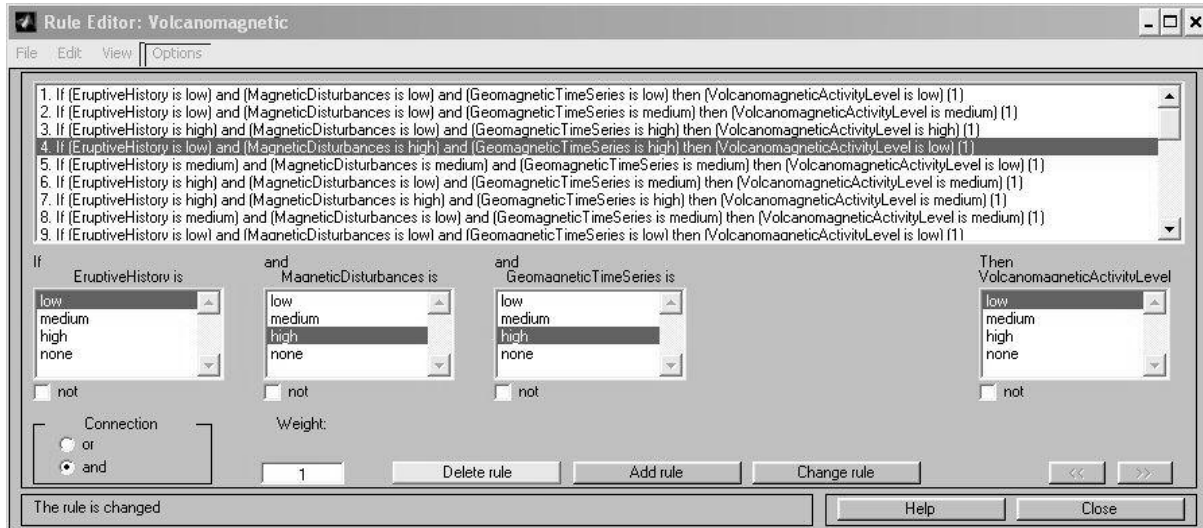 Rule Editor: Volcanomagnetic
File Edit View Options
1. If (EruptiveHistory is low) and (MagneticDisturbances is low) and (GeomagneticTimeSeries is low) then (VolcanomagneticActivityLevel is low) (1)
2. If (EruptiveHistory is low) and (MagneticDisturbances is low) and (GeomagneticTimeSeries is medium) then (VolcanomagneticActivityLevel is medium) (1)
3. If (EruptiveHistory is high) and (MagneticDisturbances is low) and (GeomagneticTimeSeries is high) then (VolcanomagneticActivityLevel is high) (1)
4. If (EruptiveHistory is low) and (MagneticDisturbances is high) and (GeomagneticTimeSeries is high) then (VolcanomagneticActivityLevel is low) (1)
5. If (EruptiveHistory is medium) and (MagneticDisturbances is medium) and (GeomagneticTimeSeries is medium) then (VolcanomagneticActivityLevel is low) (1)
6. If (EruptiveHistory is high) and (MagneticDisturbances is low) and (GeomagneticTimeSeries is medium) then (VolcanomagneticActivityLevel is medium) (1)
7. If (EruptiveHistory is high) and (MagneticDisturbances is high) and (GeomagneticTimeSeries is high) then (VolcanomagneticActivityLevel is medium) (1)
8. If (EruptiveHistory is medium) and (MagneticDisturbances is low) and (GeomagneticTimeSeries is medium) then (VolcanomagneticActivityLevel is medium) (1)
9. If (EruptiveHistory is low) and (MagneticDisturbances is low) and (GeomagneticTimeSeries is low) then (VolcanomagneticActivityLevel is low) (1)
If and and Then
EruptiveHistory is MagneticDisturbances is GeomagneticTimeSeries is VolcanomagneticActivityLevel
low low low low
medium medium medium medium
high high high high
none none none none
not not not not
Connection Weight:
or
and 1 Delete rule Add rule Change rule << >>
The rule is changed Help Close